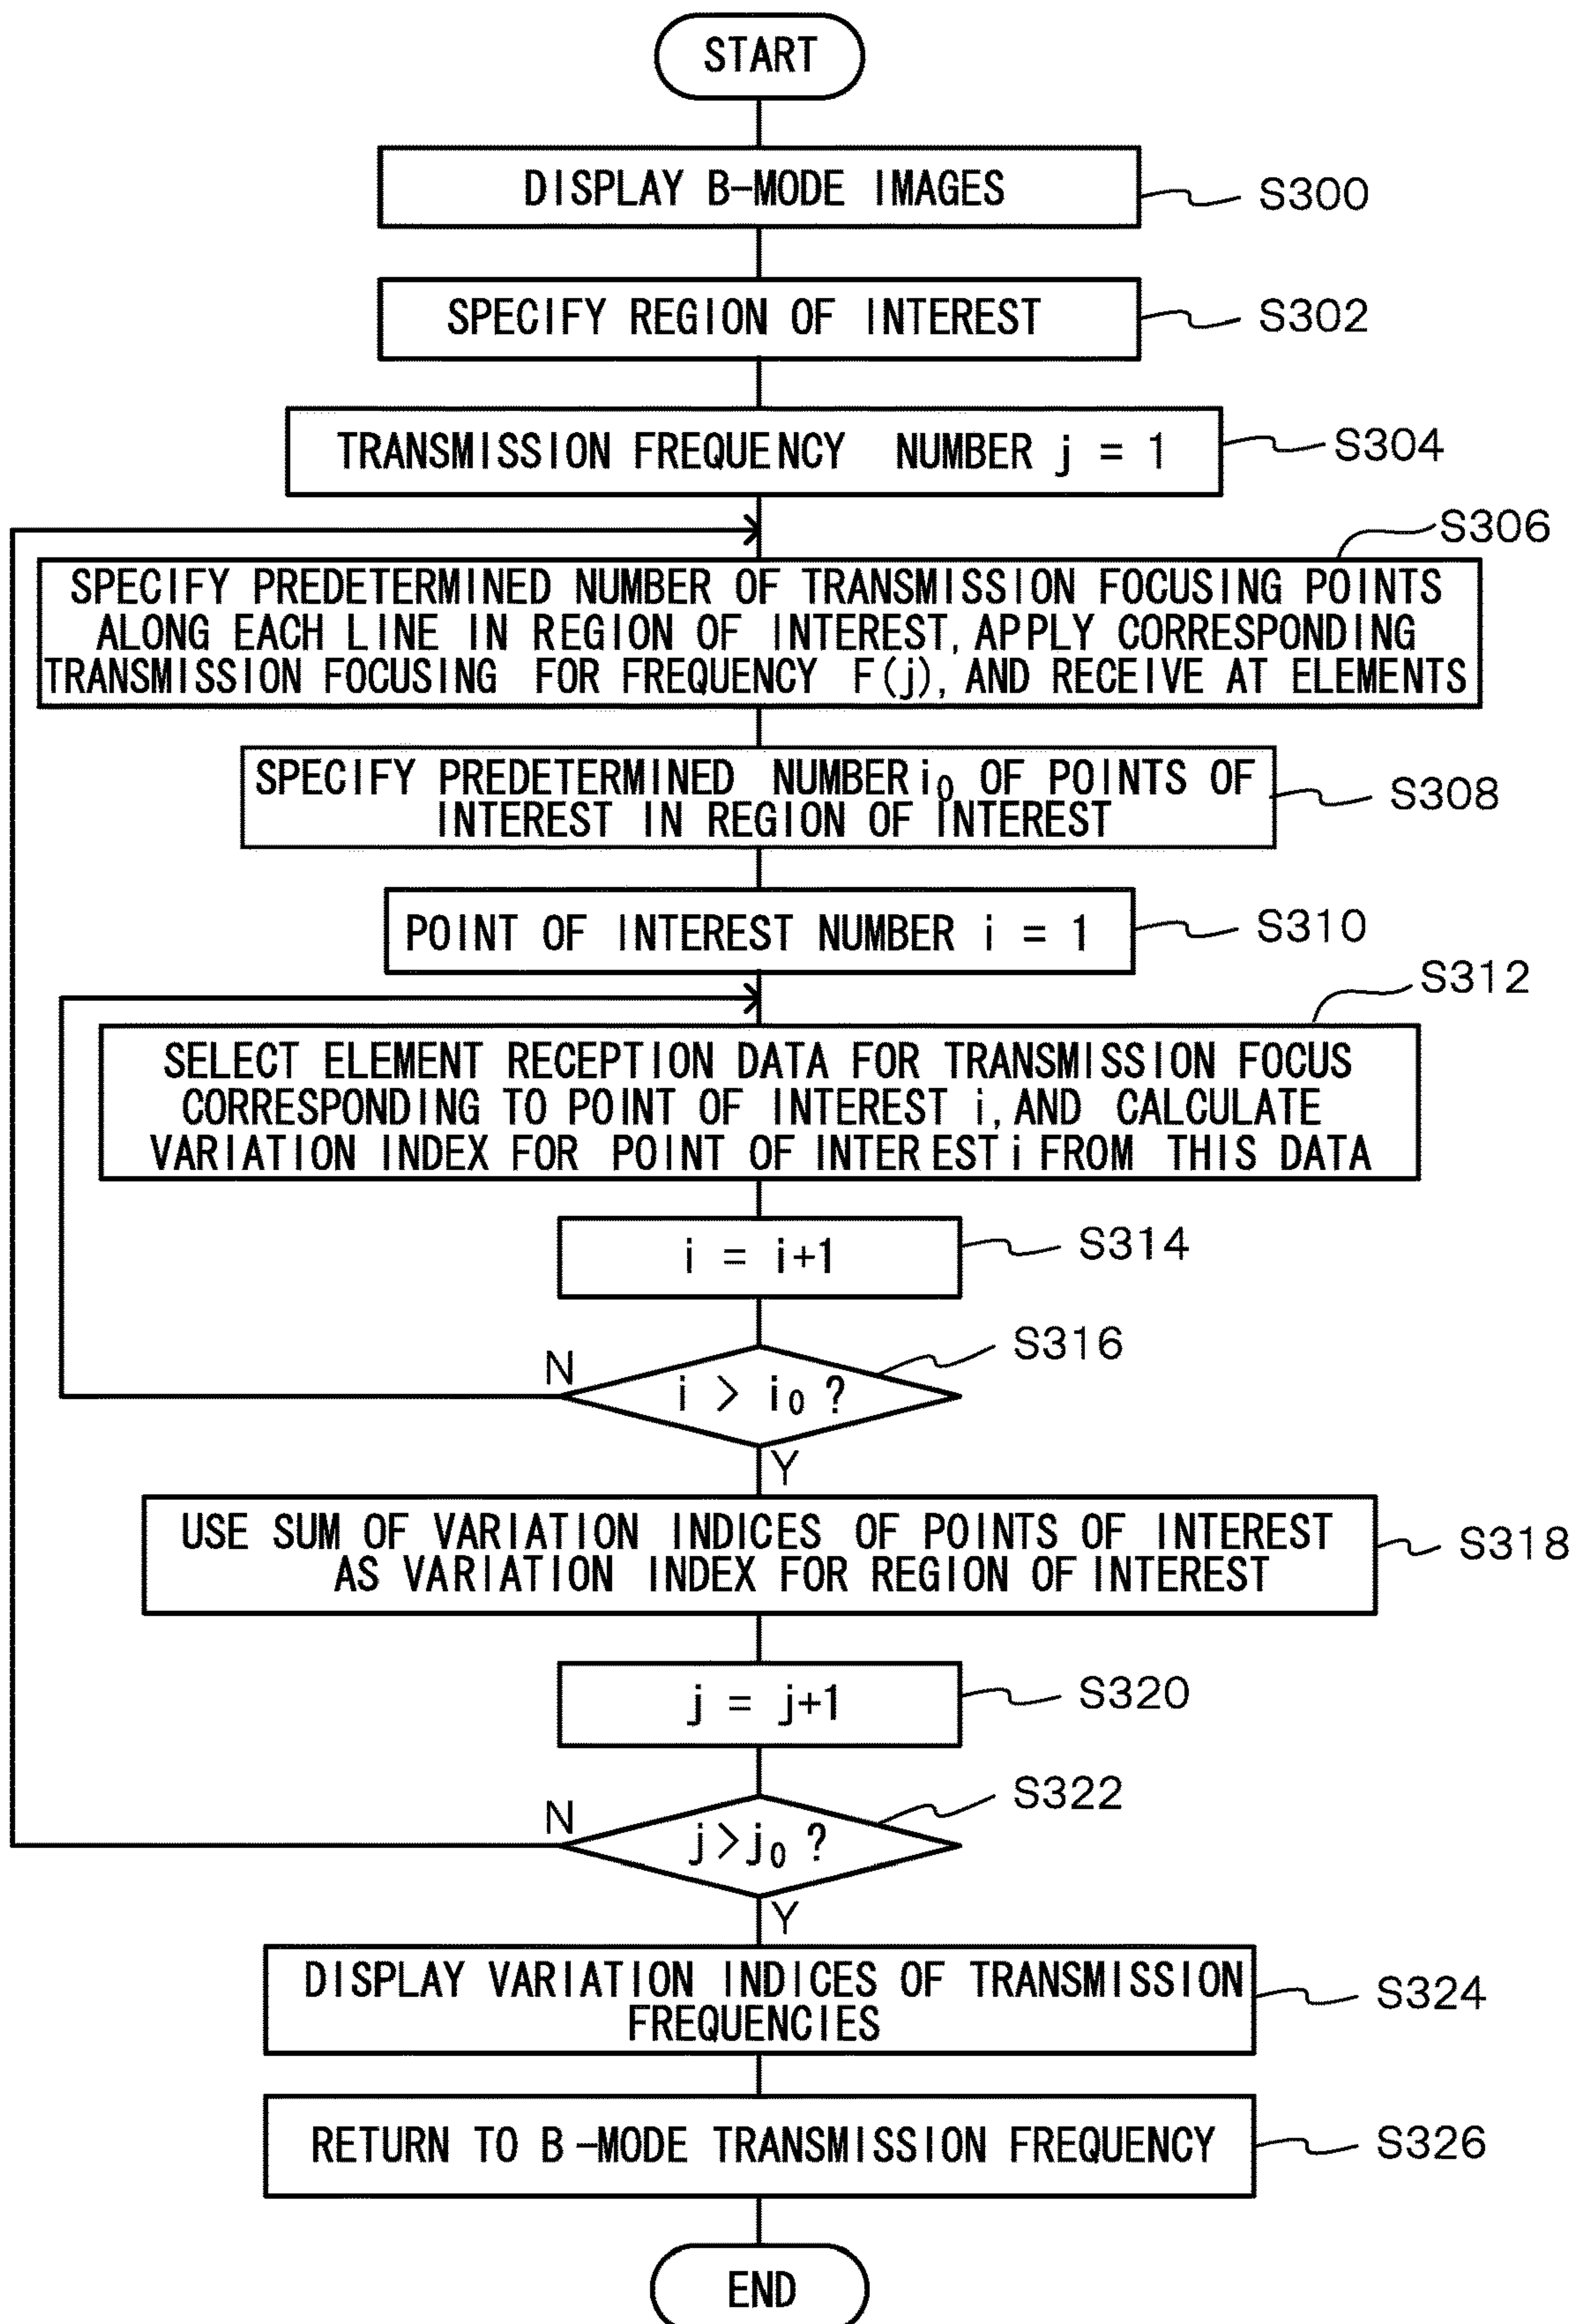 START
DISPLAY B-MODE IMAGES
S300
SPECIFY REGION OF INTEREST
S302
TRANSMISSION FREQUENCY NUMBER j = 1
S304
S306
SPECIFY PREDETERMINED NUMBER OF TRANSMISSION FOCUSING POINTS
ALONG EACH LINE IN REGION OF INTEREST, APPLY CORRESPONDING
TRANSMISSION FOCUSING FOR FREQUENCY F(j), AND RECEIVE AT ELEMENTS
SPECIFY PREDETERMINED NUMBER i₀ OF POINTS OF
INTEREST IN REGION OF INTEREST
S308
POINT OF INTEREST NUMBER i = 1
S310
S312
SELECT ELEMENT RECEPTION DATA FOR TRANSMISSION FOCUS
CORRESPONDING TO POINT OF INTEREST i, AND CALCULATE
VARIATION INDEX FOR POINT OF INTEREST i FROM THIS DATA
i = i+1
S314
S316
N
i > i₀ ?
Y
USE SUM OF VARIATION INDICES OF POINTS OF INTEREST
AS VARIATION INDEX FOR REGION OF INTEREST
S318
j = j+1
S320
S322
N
j > j₀ ?
Y
DISPLAY VARIATION INDICES OF TRANSMISSION
FREQUENCIES
S324
RETURN TO B-MODE TRANSMISSION FREQUENCY
S326
END